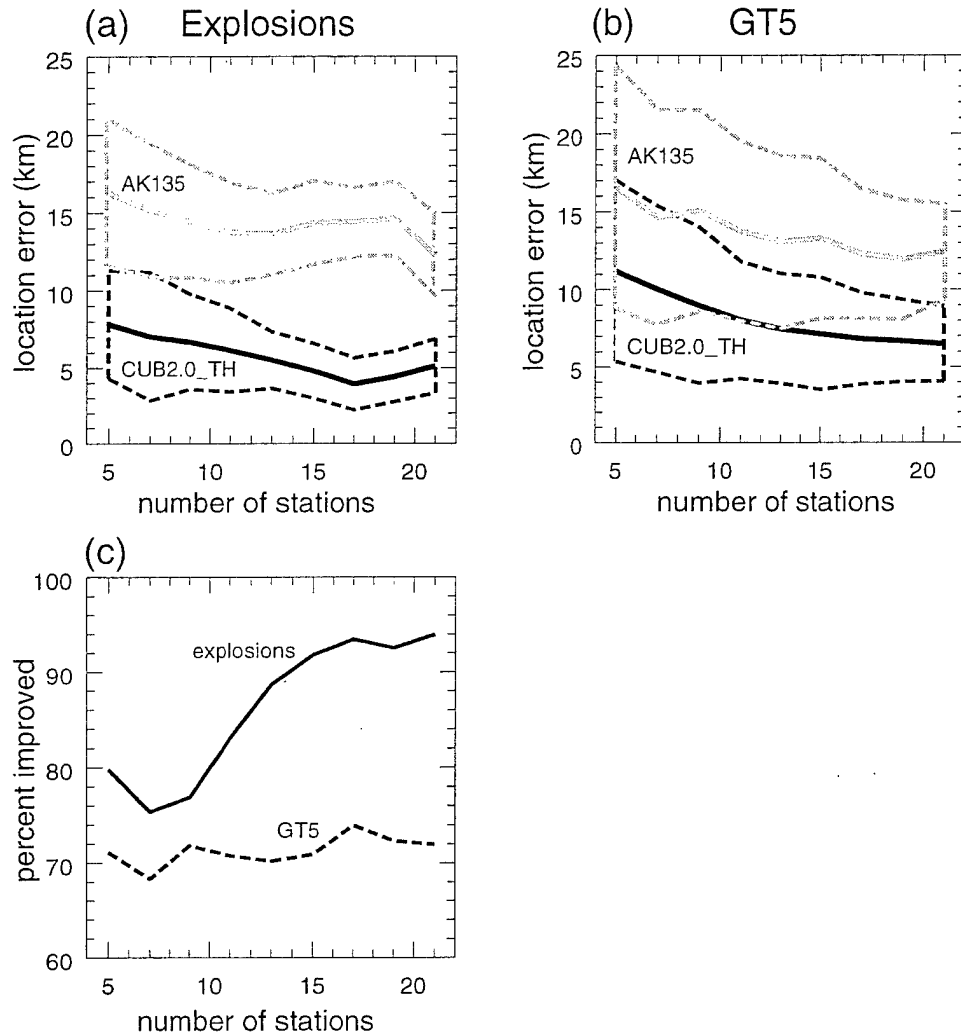 (a) Explosions
25
20
15
10
5
0
location error (km)
AK135
CUB2.0_TH
5 10 15 20
number of stations
(b) GT5
25
20
15
10
5
0
location error (km)
AK135
CUB2.0_TH
5 10 15 20
number of stations
(c)
100
90
80
70
60
percent improved
explosions
GT5
5 10 15 20
number of stations